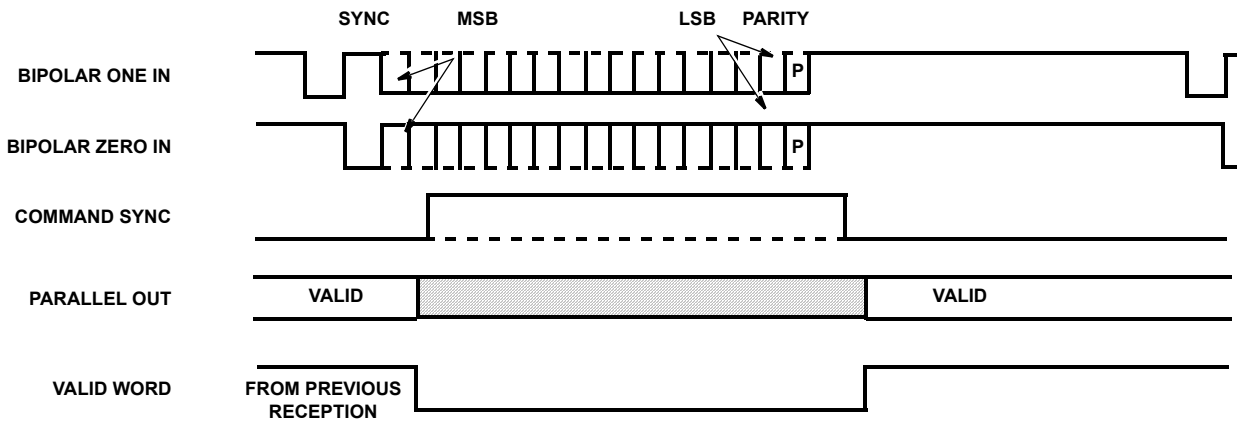 SYNC MSB LSB PARITY
BIPOLAR ONE IN P
BIPOLAR ZERO IN P
COMMAND SYNC
PARALLEL OUT VALID VALID
VALID WORD FROM PREVIOUS
RECEPTION